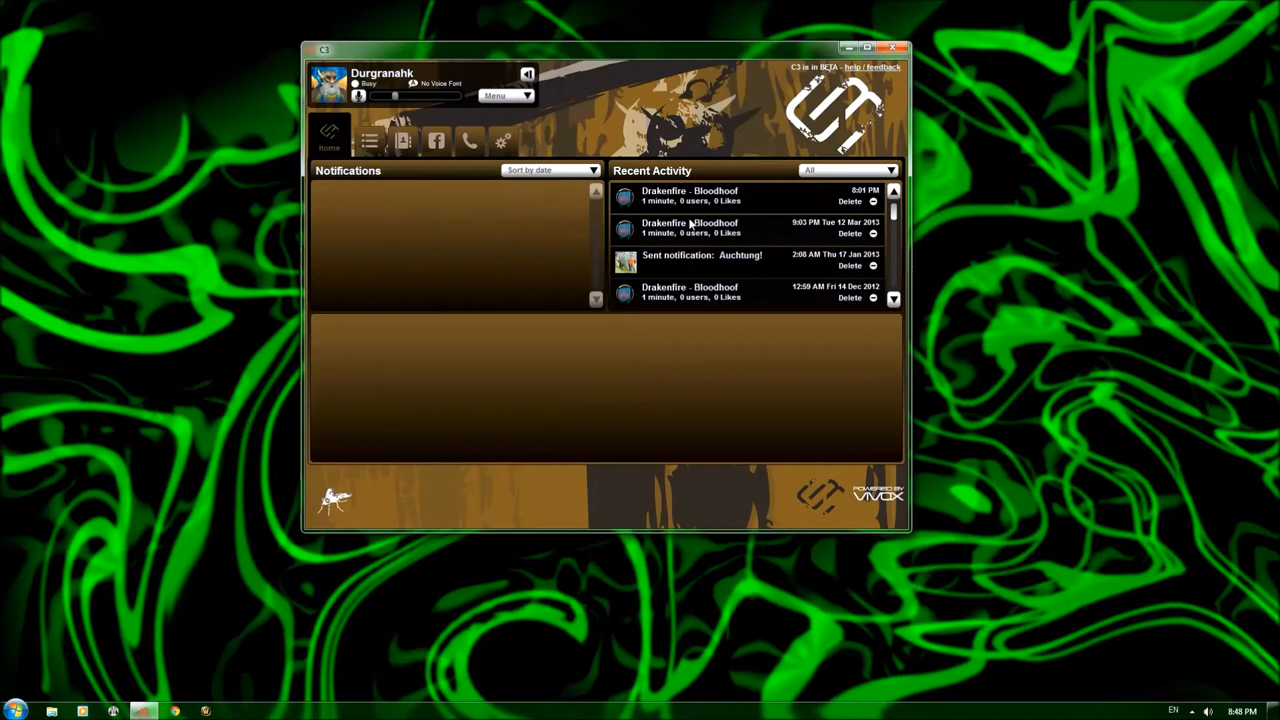 C3
Durgranahk
Busy
No Voice Font
Menu
C3 is in BETA - help / feedback
Home
Notifications
Sort by date
Recent Activity
All
Drakenfire - Bloodhoof
8:01 PM
1 minute, 0 users, 0 Likes
Delete
Drakenfire - Bloodhoof
9:03 PM Tue 12 Mar 2013
1 minute, 0 users, 0 Likes
Delete
Sent notification: Auchtung!
2:08 AM Thu 17 Jan 2013
Delete
Drakenfire - Bloodhoof
12:59 AM Fri 14 Dec 2012
1 minute, 0 users, 0 Likes
Delete
POWERED BY
VIVOX
EN
8:48 PM